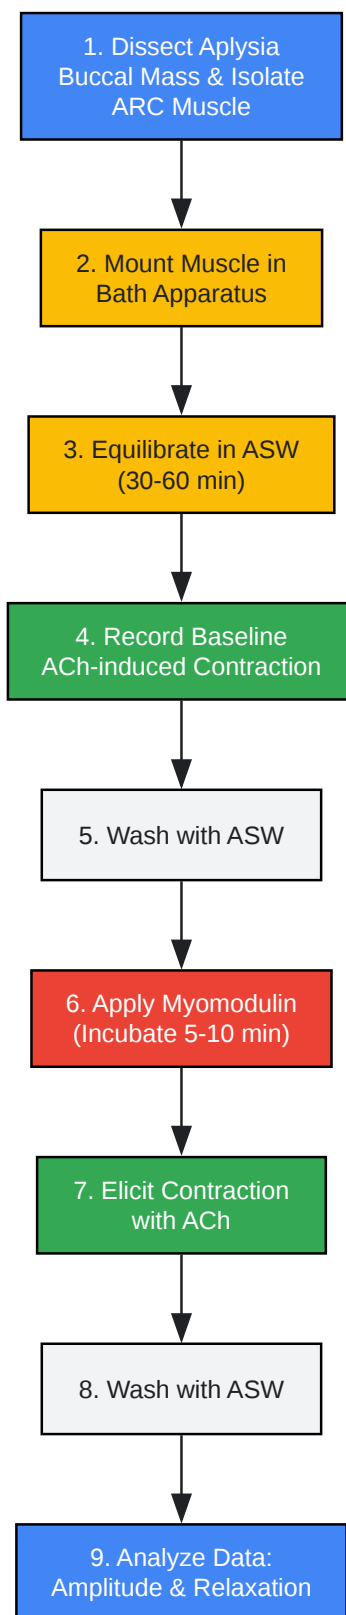 1. Dissect Aplysia
Buccal Mass & Isolate
ARC Muscle
2. Mount Muscle in
Bath Apparatus
3. Equilibrate in ASW
(30-60 min)
4. Record Baseline
ACh-induced Contraction
5. Wash with ASW
6. Apply Myomodulin
(Incubate 5-10 min)
7. Elicit Contraction
with ACh
8. Wash with ASW
9. Analyze Data:
Amplitude & Relaxation